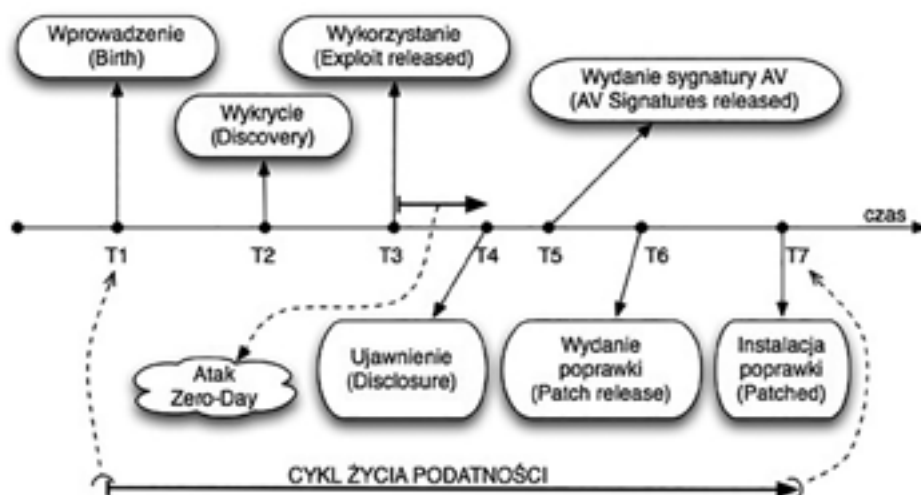 Wprowadzenie
(Birth)
Wykorzystanie
(Exploit released)
Wydanie sygnatury AV
(AV Signatures released)
Wykrycie
(Discovery)
czas
T1
T2
T3
T4
T5
T6
T7
Atak
Zero-Day
Ujawnienie
(Disclosure)
Wydanie
poprawki
(Patch release)
Instalacja
poprawki
(Patched)
CYKL ŻYCIA PODATNOŚCI